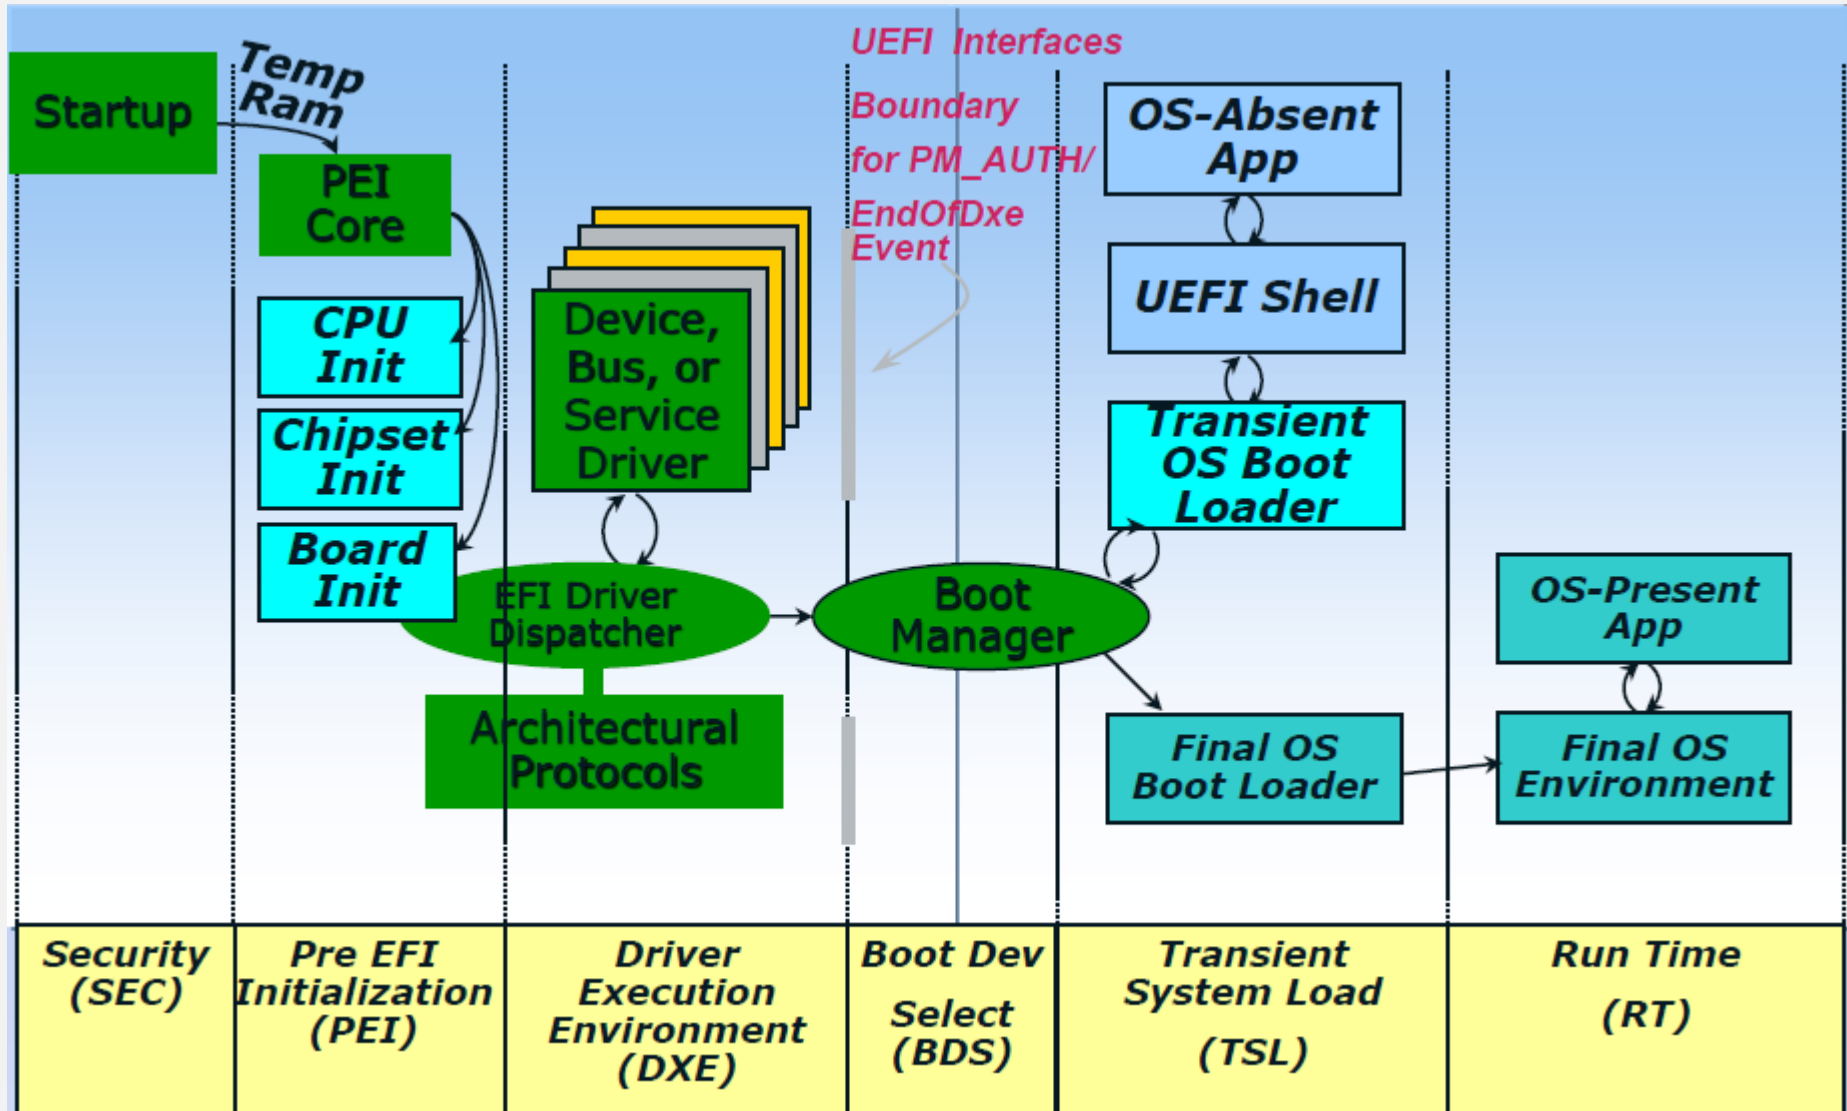 Startup
Temp
Ram
PEI
Core
CPU
Init
Chipset
Init
Board
Init
Device,
Bus, or
Service
Driver
EFI Driver
Dispatcher
Architectural
Protocols
UEFI Interfaces
Boundary
for PM_AUTH/
EndOfDxe
Event
Boot
Manager
OS-Absent
App
UEFI Shell
Transient
OS Boot
Loader
Final OS
Boot Loader
OS-Present
App
Final OS
Environment
Security
(SEC)
Pre EFI
Initialization
(PEI)
Driver
Execution
Environment
(DXE)
Boot Dev
Select
(BDS)
Transient
System Load
(TSL)
Run Time
(RT)